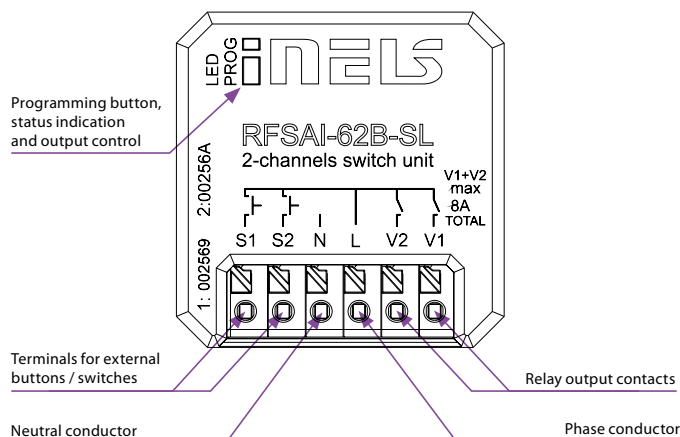 LED
PROG
NELS
Programming button,
status indication
and output control
RFSAI-62B-SL
2-channels switch unit
2:00256A
1: 002569
V1+V2
max
8A
TOTAL
S1 S2 N L V2 V1
Terminals for external
buttons / switches
Relay output contacts
Neutral conductor
Phase conductor